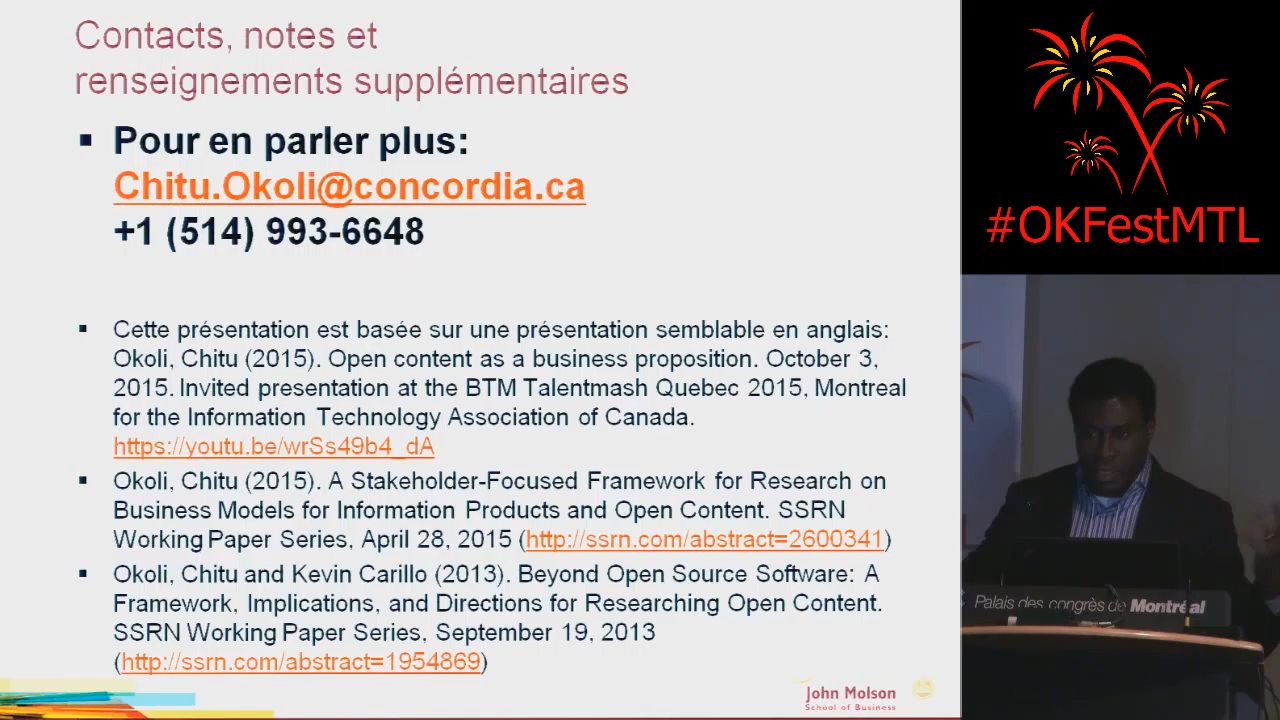 Contacts, notes et
renseignements supplémentaires
Pour en parler plus:
Chitu.Okoli@concordia.ca
+1 (514) 993-6648
Cette présentation est basée sur une présentation semblable en anglais:
Okoli, Chitu (2015). Open content as a business proposition. October 3,
2015. Invited presentation at the BTM Talentmash Quebec 2015, Montreal
for the Information Technology Association of Canada.
https://youtu.be/wrSs49b4_dA
Okoli, Chitu (2015). A Stakeholder-Focused Framework for Research on
Business Models for Information Products and Open Content. SSRN
Working Paper Series, April 28, 2015 (http://ssrn.com/abstract=2600341)
Okoli, Chitu and Kevin Carillo (2013). Beyond Open Source Software: A
Framework, Implications, and Directions for Researching Open Content.
SSRN Working Paper Series, September 19, 2013
(http://ssrn.com/abstract=1954869)
John Molson
School of Business
#OKFestMTL
Palais des congrès de Montréal